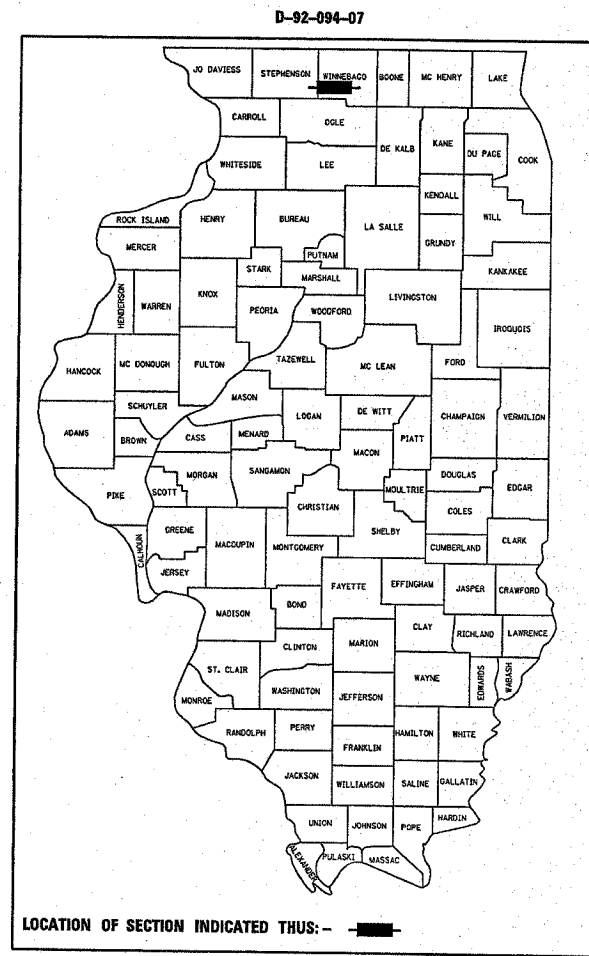 D-92-094-07
JO DAVIESS STEPHENSON WINNEBAGO BOONE MC HENRY LAKE
CARROLL OGLE DE KALB KANE DU PAGE COOK
WHITESIDE LEE KENDALL WILL
ROCK ISLAND HENRY BUREAU LA SALLE GRUNDY
MERCER PUTNAM KANKAKEE
STARK MARSHALL
HENDERSON WARREN KNOX PEORIA WOODFORD LIVINGSTON IROQUOIS
HANCOCK MC DONOUGH FULTON TAZEWELL MC LEAN FORD
SCHUYLER MASON LOGAN DE WITT CHAMPAIGN VERMILION
ADAMS BROWN CASS MENARD MACON PIATT
PIKE SCOTT MORGAN SANGAMON CHRISTIAN MOULTRIE DOUGLAS EDGAR
COLES
CALHOUN GREENE MACOUPIN MONTGOMERY SHELBY CUMBERLAND CLARK
JERSEY FAYETTE EFFINGHAM JASPER CRAWFORD
MADISON BOND CLAY RICHLAND LAWRENCE
CLINTON MARION
ST. CLAIR WASHINGTON JEFFERSON WAYNE EDWARDS WABASH
MONROE
RANDOLPH PERRY FRANKLIN HAMILTON WHITE
JACKSON WILLIAMSON SALINE GALLATIN
UNION JOHNSON POPE HARDIN
ALEXANDER PULASKI MASSAC
LOCATION OF SECTION INDICATED THUS: -